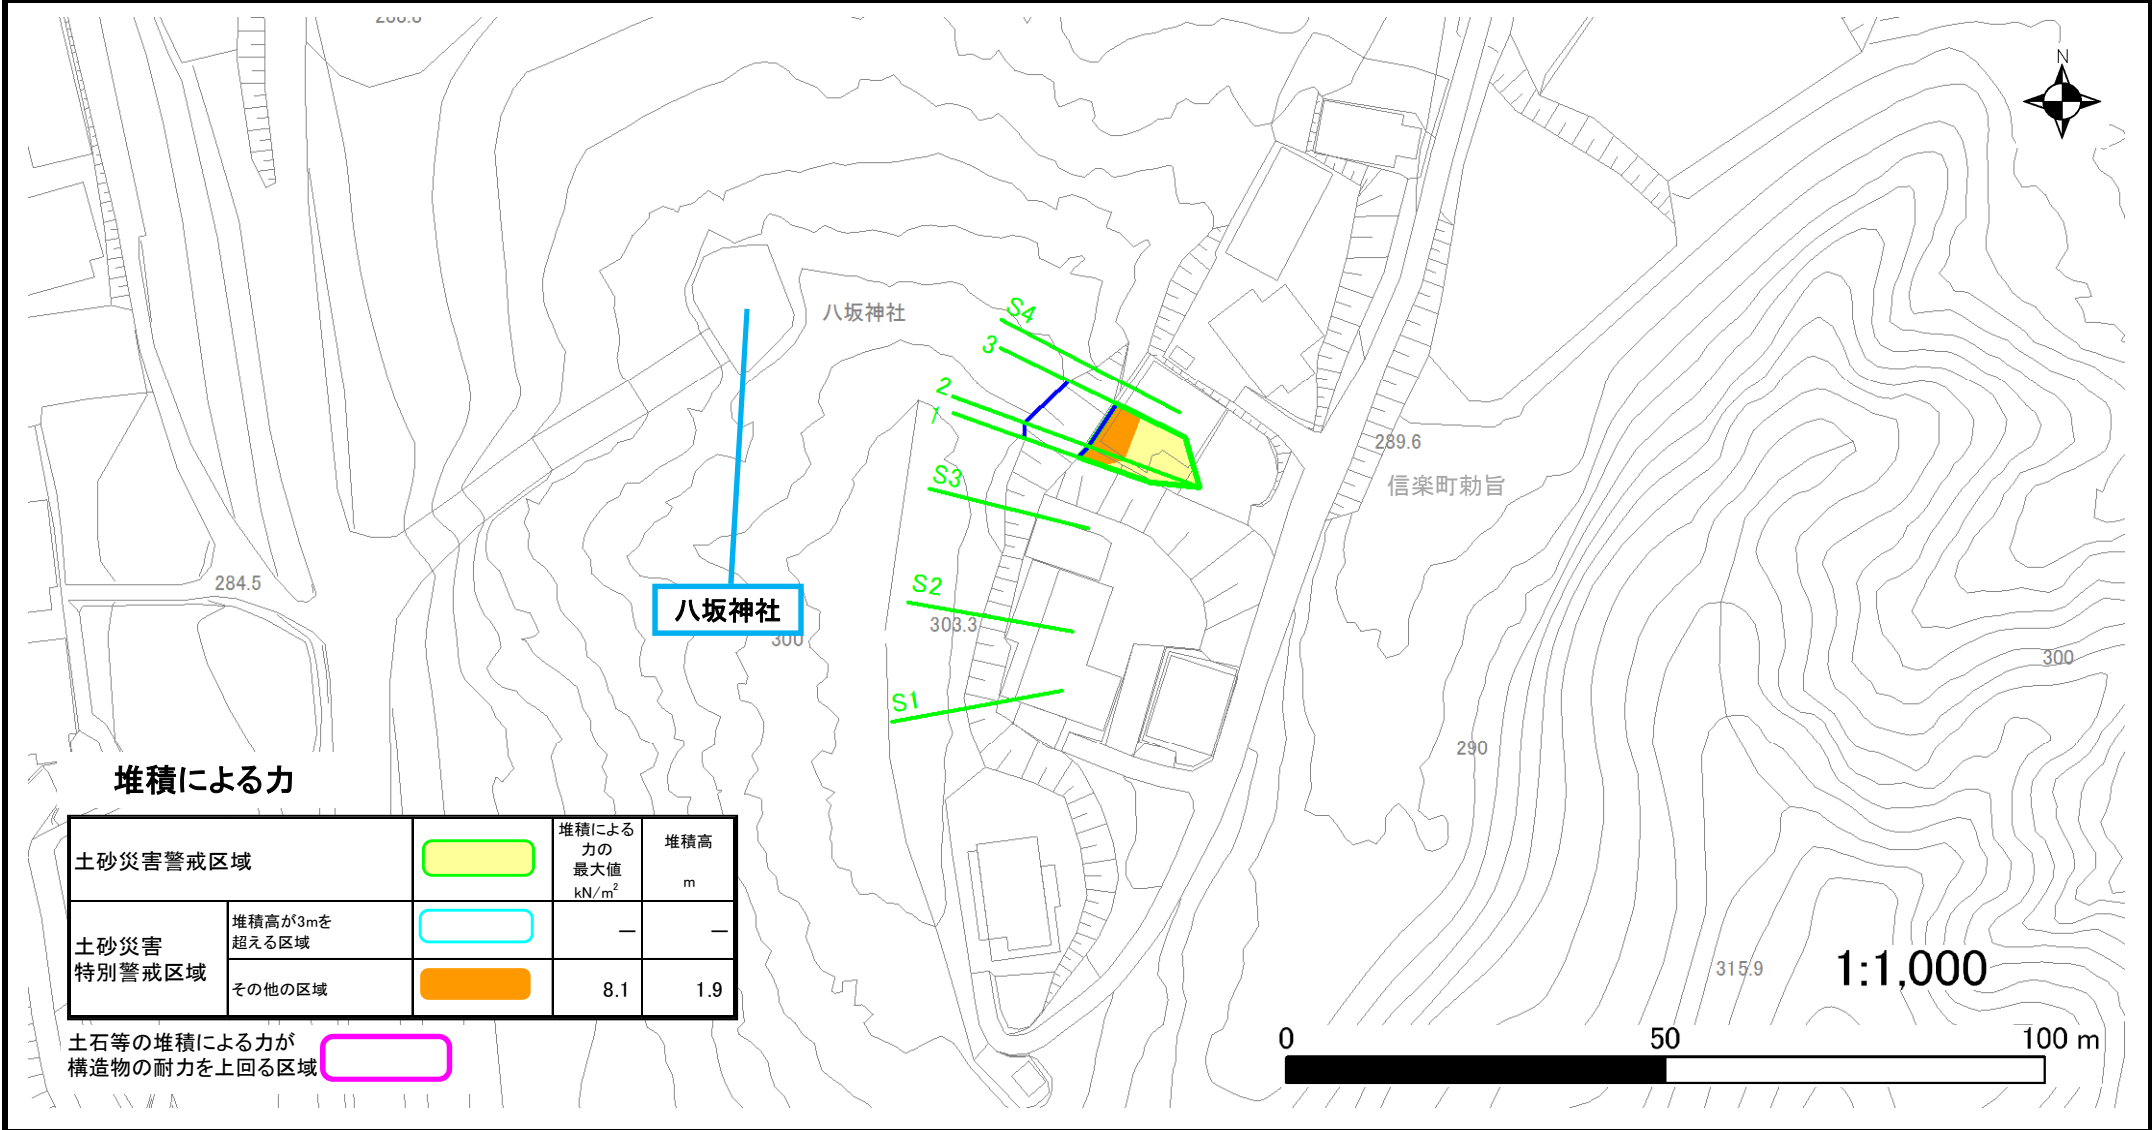 N
八坂神社
S4
3
2
1
S3
289.6
信楽町勅旨
S2
284.5
八坂神社
303.3
300
300
S1
290
315.9
堆積による力
土砂災害警戒区域
堆積による
力の
最大値
kN/m²
堆積高
m
土砂災害
特別警戒区域
堆積高が3mを
超える区域
―
―
その他の区域
8.1
1.9
土石等の堆積による力が
構造物の耐力を上回る区域
1:1,000
0
50
100 m